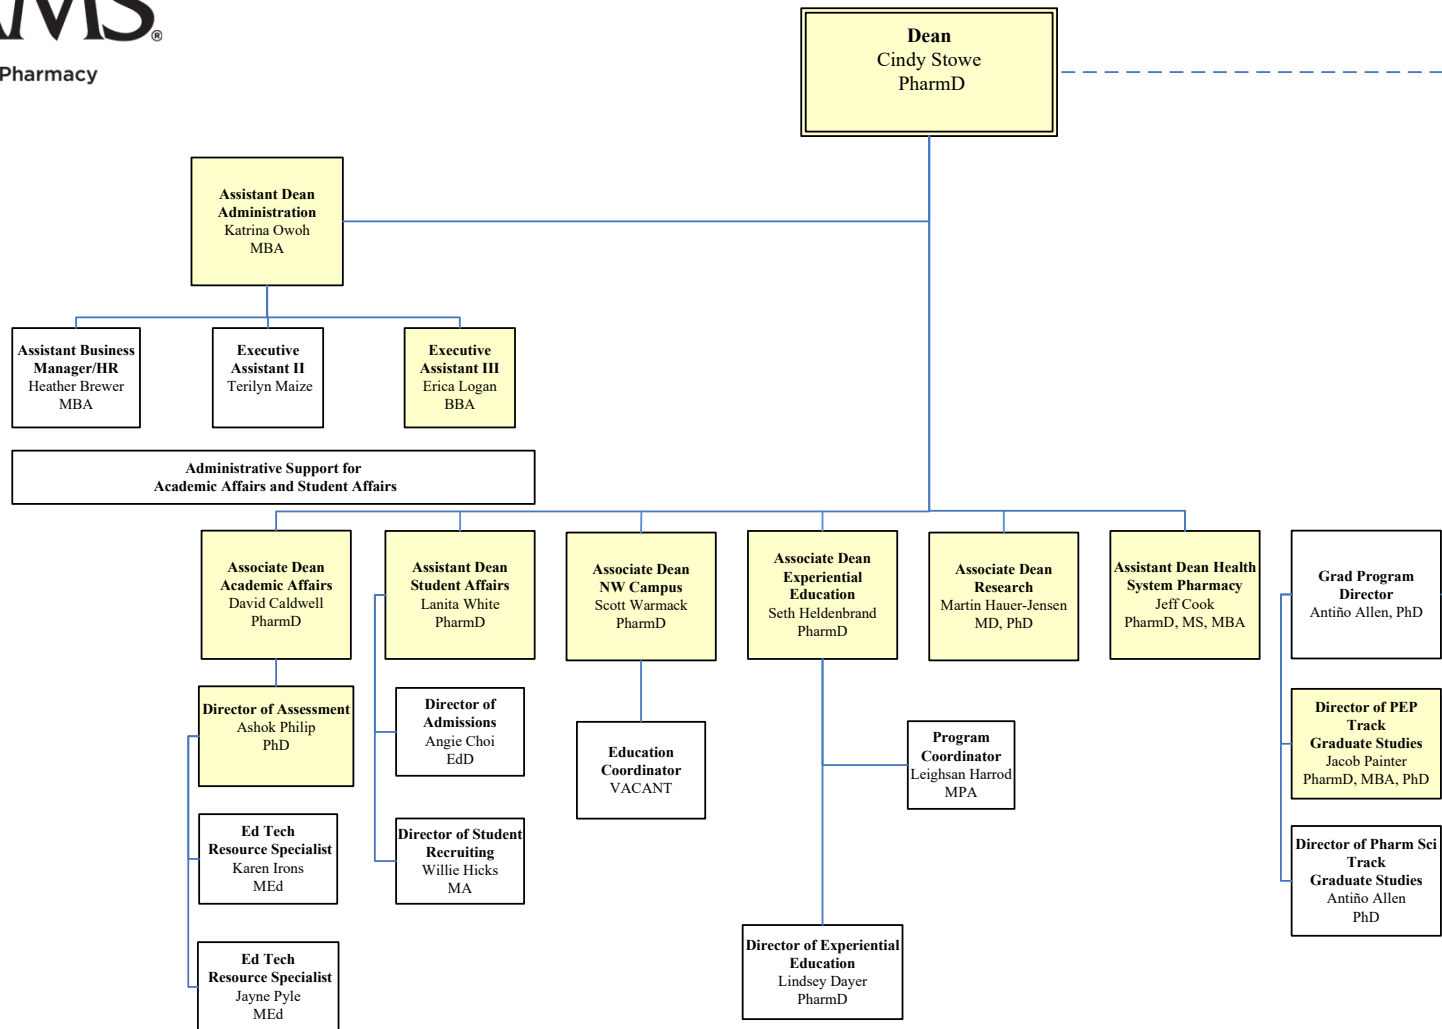 Pharmacy
Dean
Cindy Stowe
PharmD
Assistant Dean
Administration
Katrina Owoh
MBA
Assistant Business
Manager/HR
Heather Brewer
MBA
Executive
Assistant II
Terilyn Maize
Executive
Assistant III
Erica Logan
BBA
Administrative Support for
Academic Affairs and Student Affairs
Associate Dean
Academic Affairs
David Caldwell
PharmD
Assistant Dean
Student Affairs
Lanita White
PharmD
Associate Dean
NW Campus
Scott Warmack
PharmD
Associate Dean
Experiential
Education
Seth Heldenbrand
PharmD
Associate Dean
Research
Martin Hauer-Jensen
MD, PhD
Assistant Dean Health
System Pharmacy
Jeff Cook
PharmD, MS, MBA
Grad Program
Director
Antiño Allen, PhD
Director of Assessment
Ashok Philip
PhD
Director of
Admissions
Angie Choi
EdD
Education
Coordinator
VACANT
Program
Coordinator
Leighsan Harrod
MPA
Director of PEP
Track
Graduate Studies
Jacob Painter
PharmD, MBA, PhD
Ed Tech
Resource Specialist
Karen Irons
MEd
Director of Student
Recruiting
Willie Hicks
MA
Director of Pharm Sci
Track
Graduate Studies
Antiño Allen
PhD
Ed Tech
Resource Specialist
Jayne Pyle
MEd
Director of Experiential
Education
Lindsey Dayer
PharmD